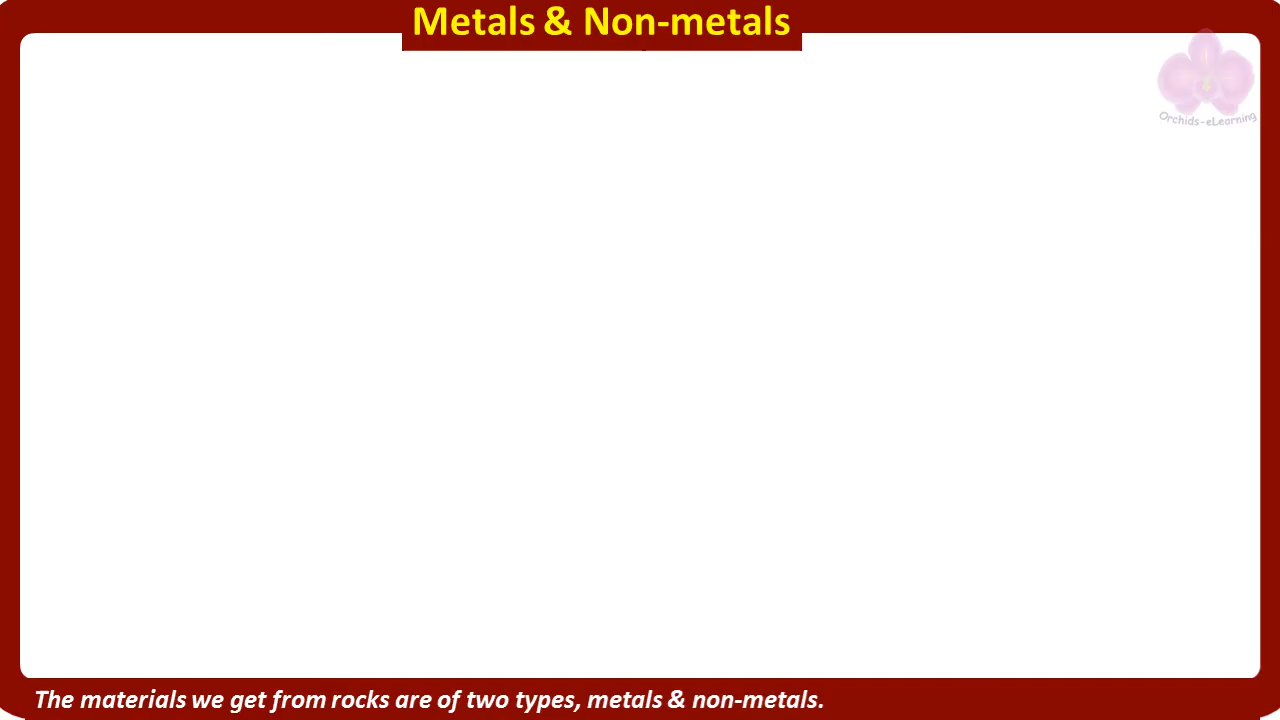 Metals & Non-metals
Orchids-eLearning
The materials we get from rocks are of two types, metals & non-metals.